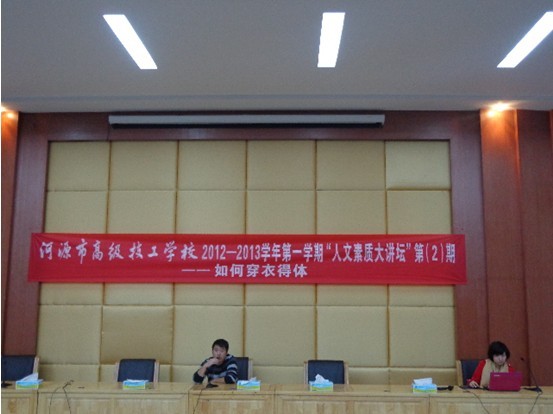 河源市高级技工学校2012—2013学年第一学期“人文素质大讲坛”第(2)期
——如何穿衣得体